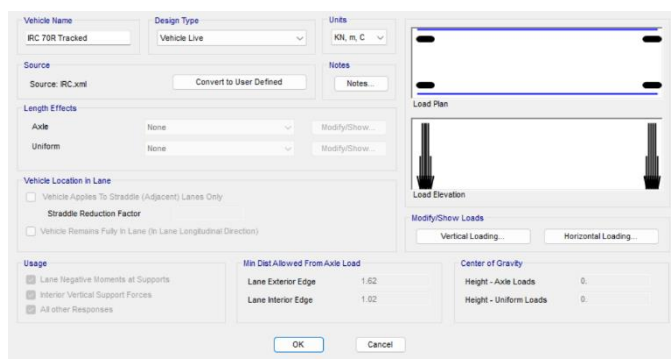 Vehicle Name
IRC 70R Tracked
Design Type
Vehicle Live
Units
KN, m, C
Source
Source: IRC.xml
Convert to User Defined
Notes
Notes...
Length Effects
Axle
None
Modify/Show...
Uniform
None
Modify/Show...
Vehicle Location in Lane
Vehicle Applies To Straddle (Adjacent) Lanes Only
Straddle Reduction Factor
Vehicle Remains Fully In Lane (In Lane Longitudinal Direction)
Load Plan
Load Elevation
Modify/Show Loads
Vertical Loading...
Horizontal Loading...
Usage
Lane Negative Moments at Supports
Interior Vertical Support Forces
All other Responses
Min Dist Allowed From Axle Load
Lane Exterior Edge
1.62
Lane Interior Edge
1.02
Center of Gravity
Height - Axle Loads
0.
Height - Uniform Loads
0.
OK
Cancel